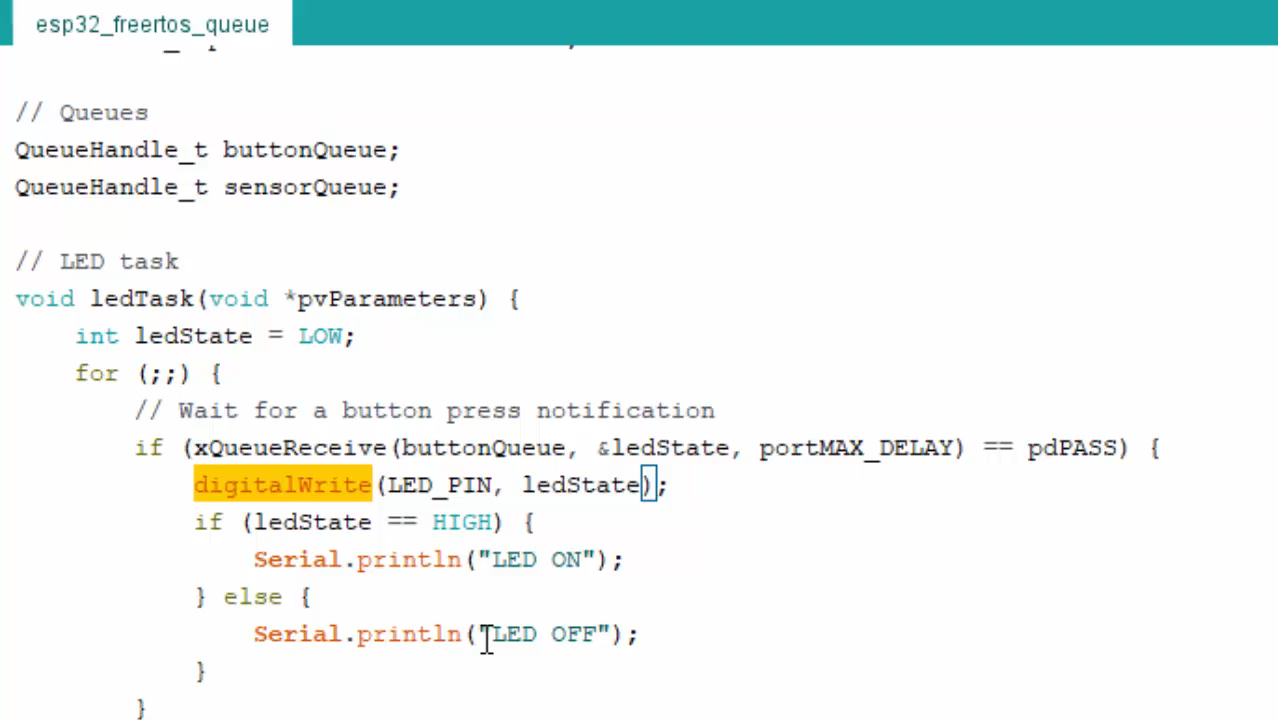 esp32_freertos_queue
// Queues
QueueHandle_t buttonQueue;
QueueHandle_t sensorQueue;
// LED task
void ledTask(void *pvParameters) {
int ledState = LOW;
for (;;) {
// Wait for a button press notification
if (xQueueReceive(buttonQueue, &ledState, portMAX_DELAY) == pdPASS) {
digitalWrite(LED_PIN, ledState);
if (ledState == HIGH) {
Serial.println("LED ON");
} else {
Serial.println("LED OFF");
}
}